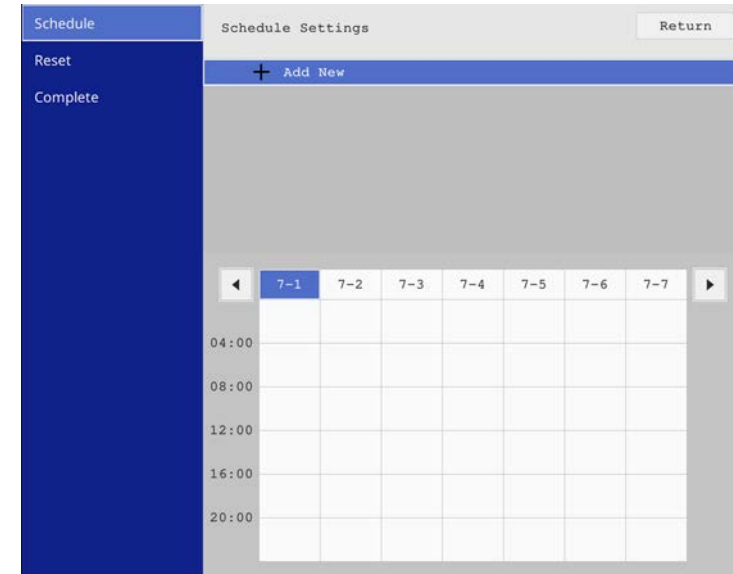 Schedule
Reset
Complete
Schedule Settings
Return
+ Add New
7-1 7-2 7-3 7-4 7-5 7-6 7-7
04:00
08:00
12:00
16:00
20:00